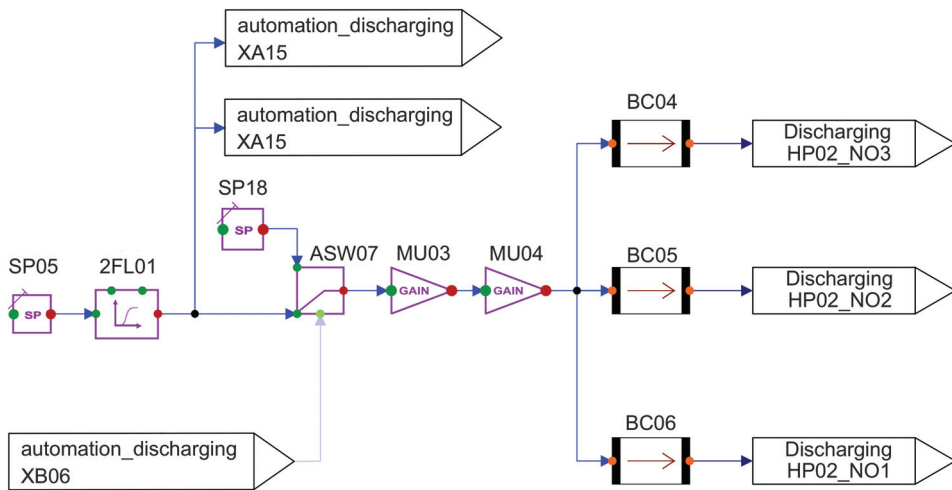 automation_discharging
XA15
automation_discharging
XA15
BC04
Discharging
HP02_NO3
SP18
SP
ASW07
MU03
MU04
GAIN
GAIN
BC05
Discharging
HP02_NO2
SP05
2FL01
SP
BC06
Discharging
HP02_NO1
automation_discharging
XB06